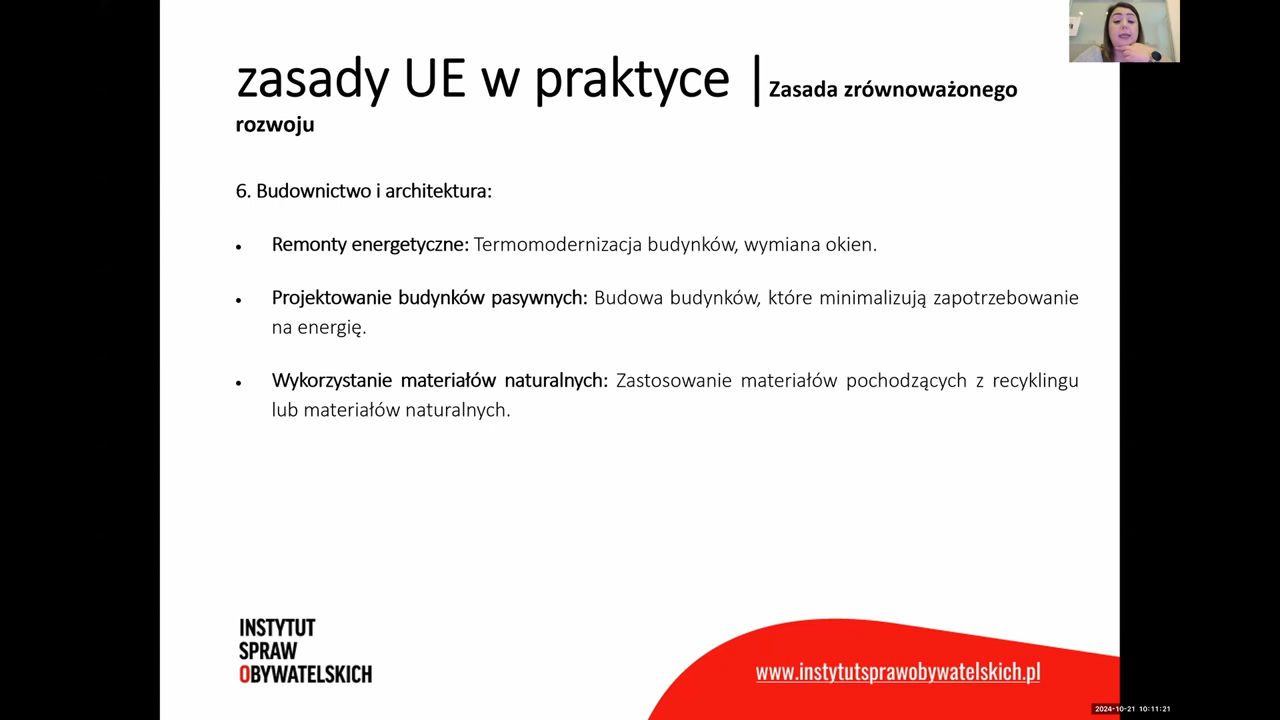 zasady UE w praktyce | Zasada zrównoważonego
rozwoju
6. Budownictwo i architektura:
• Remonty energetyczne: Termomodernizacja budynków, wymiana okien.
• Projektowanie budynków pasywnych: Budowa budynków, które minimalizują zapotrzebowanie
na energię.
• Wykorzystanie materiałów naturalnych: Zastosowanie materiałów pochodzących z recyklingu
lub materiałów naturalnych.
INSTYTUT
SPRAW
OBYWATELSKICH
www.instytutsprawobywatelskich.pl
2024-10-21 10:11:21